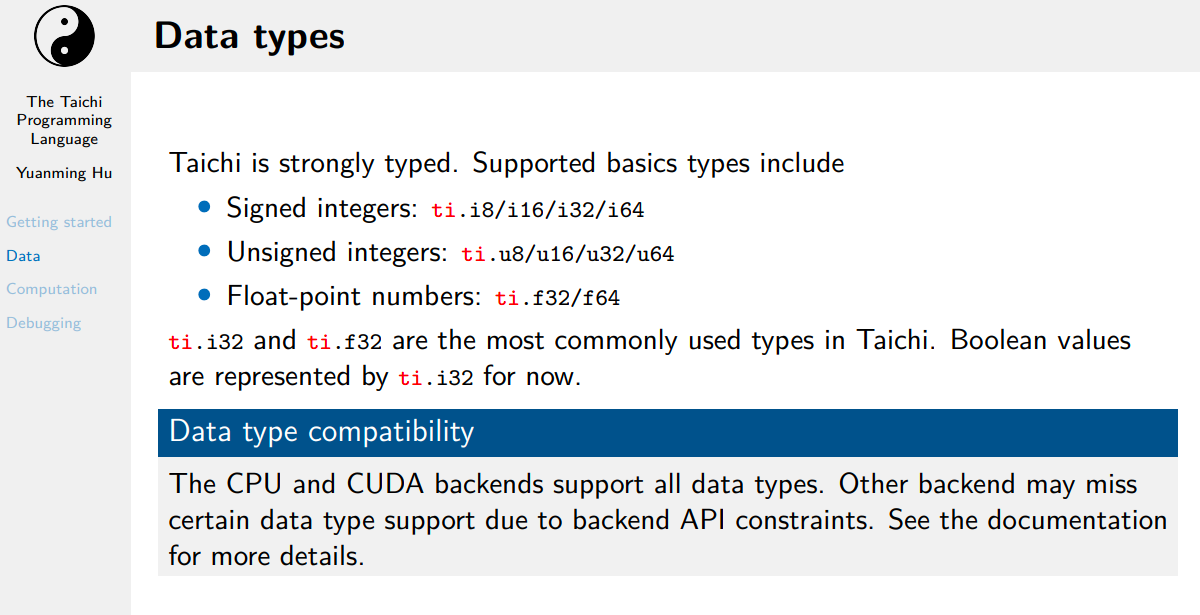 Data types
The Taichi
Programming
Language
Yuanming Hu
Getting started
Data
Computation
Debugging
Taichi is strongly typed. Supported basics types include
• Signed integers: ti.i8/i16/i32/i64
• Unsigned integers: ti.u8/u16/u32/u64
• Float-point numbers: ti.f32/f64
ti.i32 and ti.f32 are the most commonly used types in Taichi. Boolean values
are represented by ti.i32 for now.
Data type compatibility
The CPU and CUDA backends support all data types. Other backend may miss
certain data type support due to backend API constraints. See the documentation
for more details.